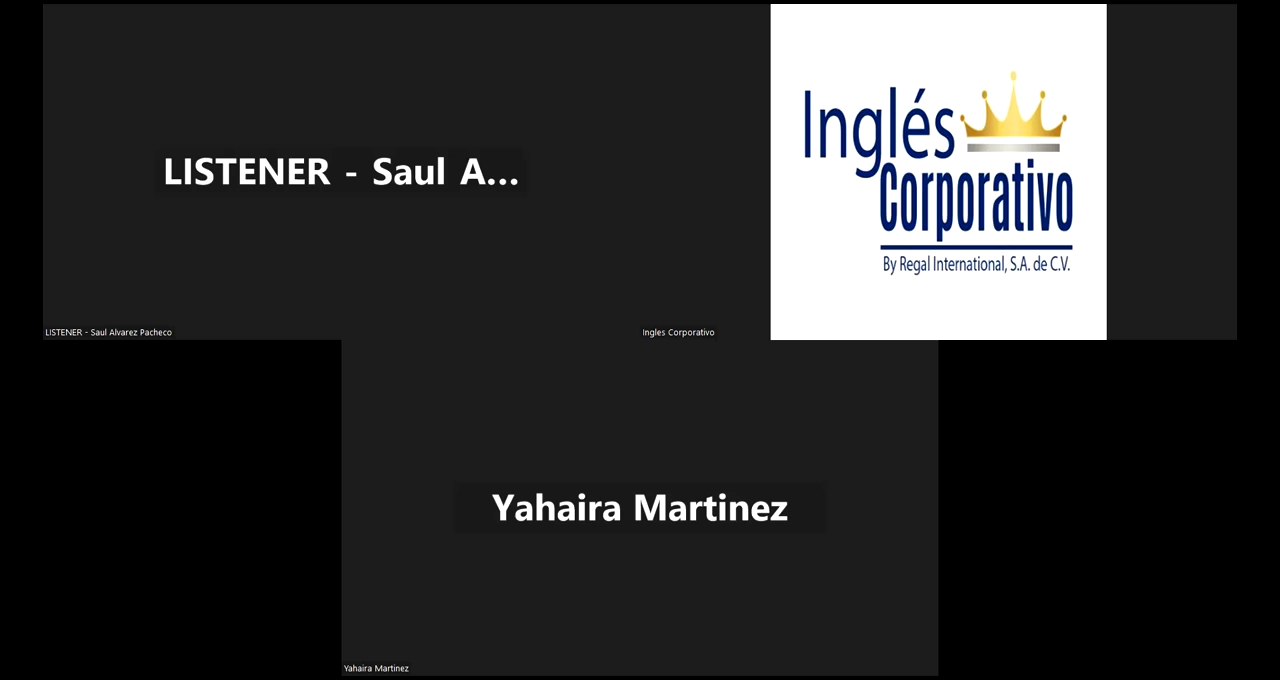 LISTENER - Saul A...
LISTENER - Saul Alvarez Pacheco
Inglés
Corporativo
By Regal International, S.A. de C.V.
Ingles Corporativo
Yahaira Martinez
Yahaira Martinez